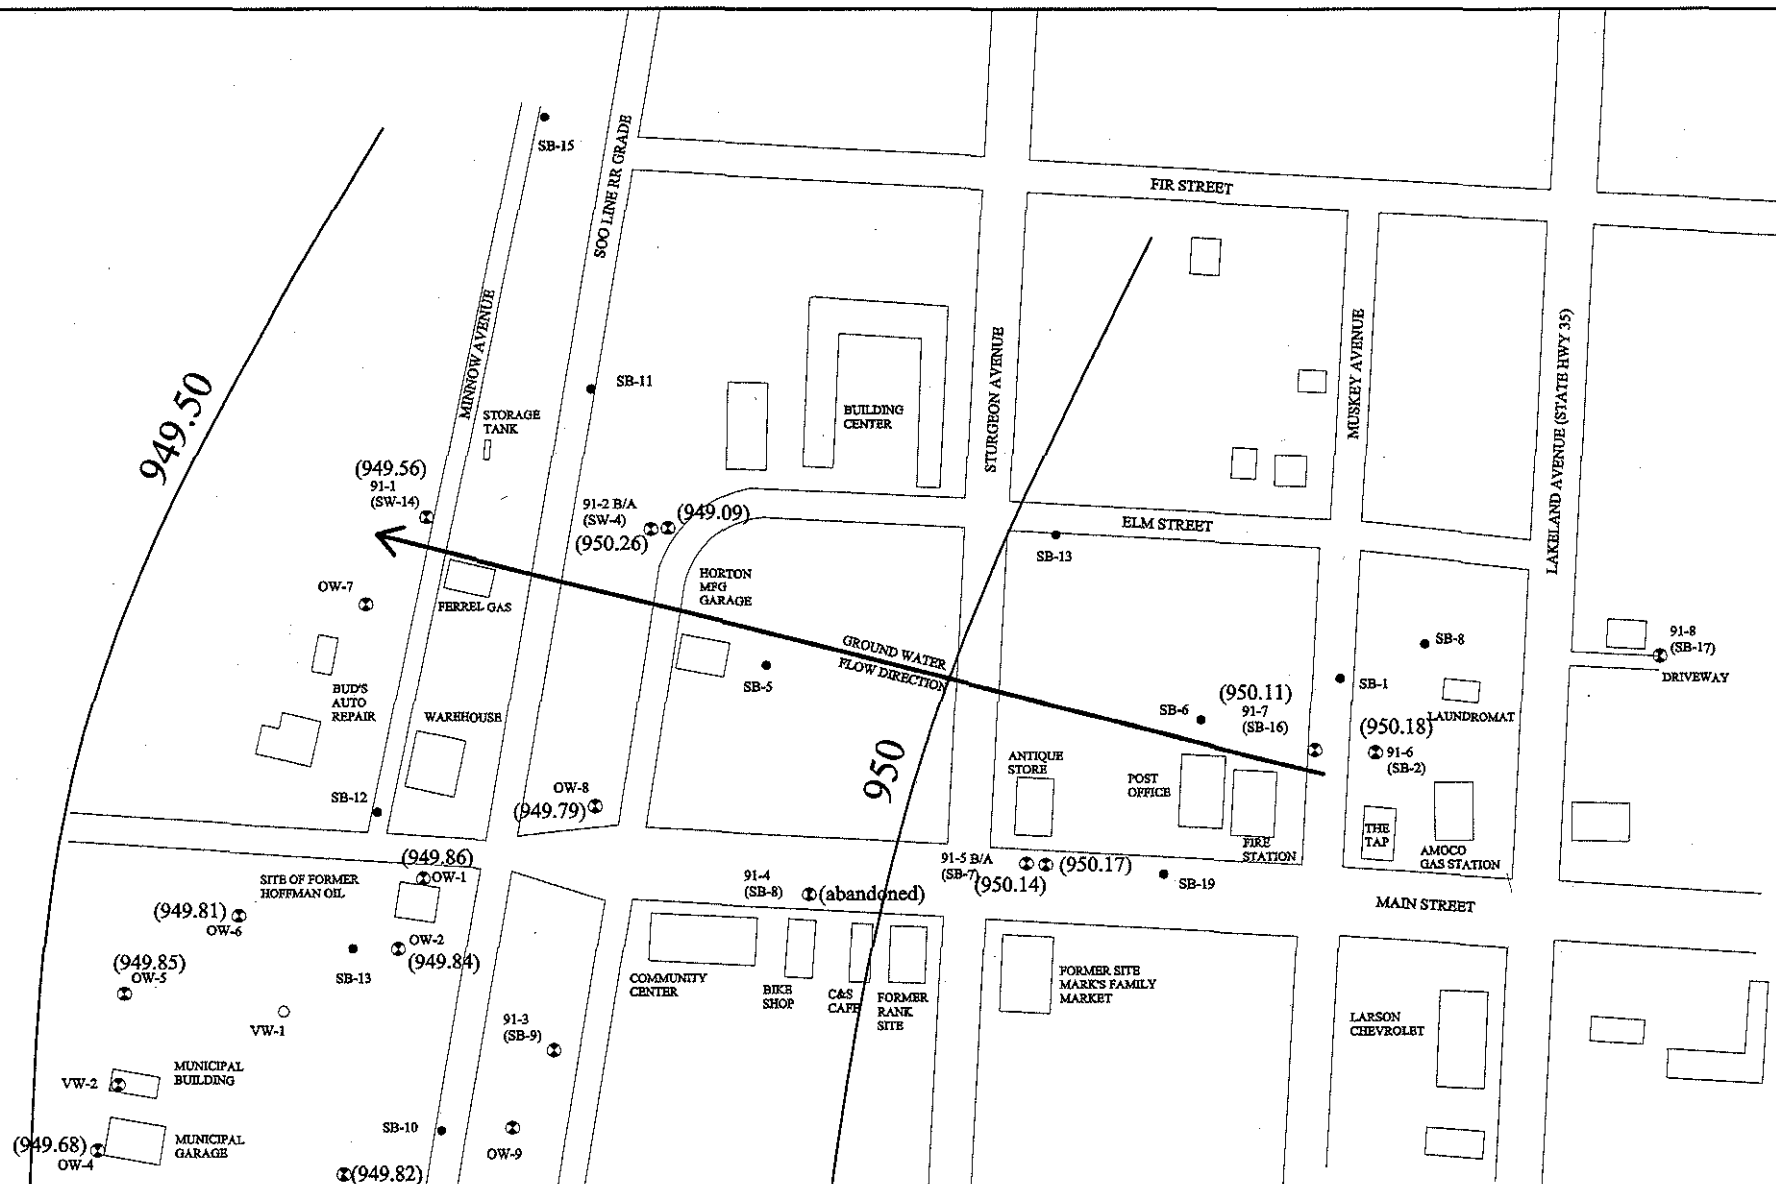 SB-15
SOO LINE RR GRADE
FIR STREET
MINNOW AVENUE
STORAGE
TANK
SB-11
BUILDING
CENTER
STURGEON AVENUE
MUSKEY AVENUE
LAKELAND AVENUE (STATE HWY 35)
949.50
(949.56)
91-1
(SW-14)
91-2 B/A
(SW-4)
(950.26)
(949.09)
ELM STREET
SB-13
OW-7
FERREL GAS
HORTON
MFG
GARAGE
GROUND WATER
FLOW DIRECTION
SB-8
91-8
(SB-17)
DRIVEWAY
SB-5
SB-1
BUD'S
AUTO
REPAIR
WAREHOUSE
SB-6
(950.11)
91-7
(SB-16)
LAUNDROMAT
(950.18)
91-6
(SB-2)
950
ANTIQUE
STORE
POST
OFFICE
SB-12
OW-8
(949.79)
FIRE
STATION
THE
TAP
AMOCO
GAS STATION
(949.86)
OW-1
SITE OF FORMER
HOFFMAN OIL
91-4
(SB-8)
(abandoned)
91-5 B/A
(SB-7)
(950.14)
(950.17)
SB-19
MAIN STREET
(949.81)
OW-6
OW-2
(949.84)
(949.85)
OW-5
SB-13
VW-1
COMMUNITY
CENTER
BIKE
SHOP
C&S
CAFE
FORMER
RANK
SITE
FORMER SITE
MARK'S FAMILY
MARKET
91-3
(SB-9)
LARSON
CHEVROLET
VW-2
MUNICIPAL
BUILDING
SB-10
OW-9
(949.68)
OW-4
MUNICIPAL
GARAGE
(949.82)